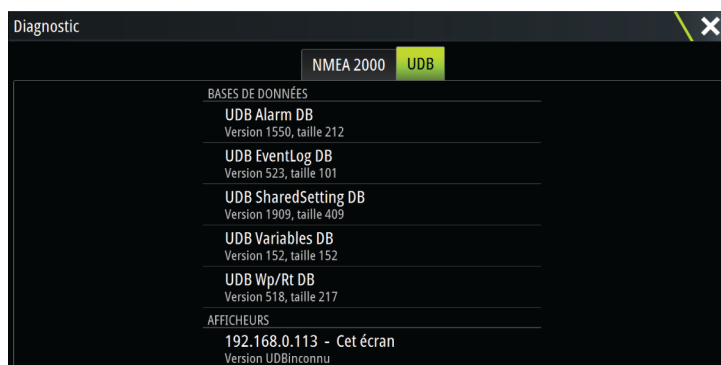 Diagnostic
NMEA 2000 UDB
BASES DE DONNÉES
UDB Alarm DB
Version 1550, taille 212
UDB EventLog DB
Version 523, taille 101
UDB SharedSetting DB
Version 1909, taille 409
UDB Variables DB
Version 152, taille 152
UDB Wp/Rt DB
Version 518, taille 217
AFFICHEURS
192.168.0.113 - Cet écran
Version UDBinconnu